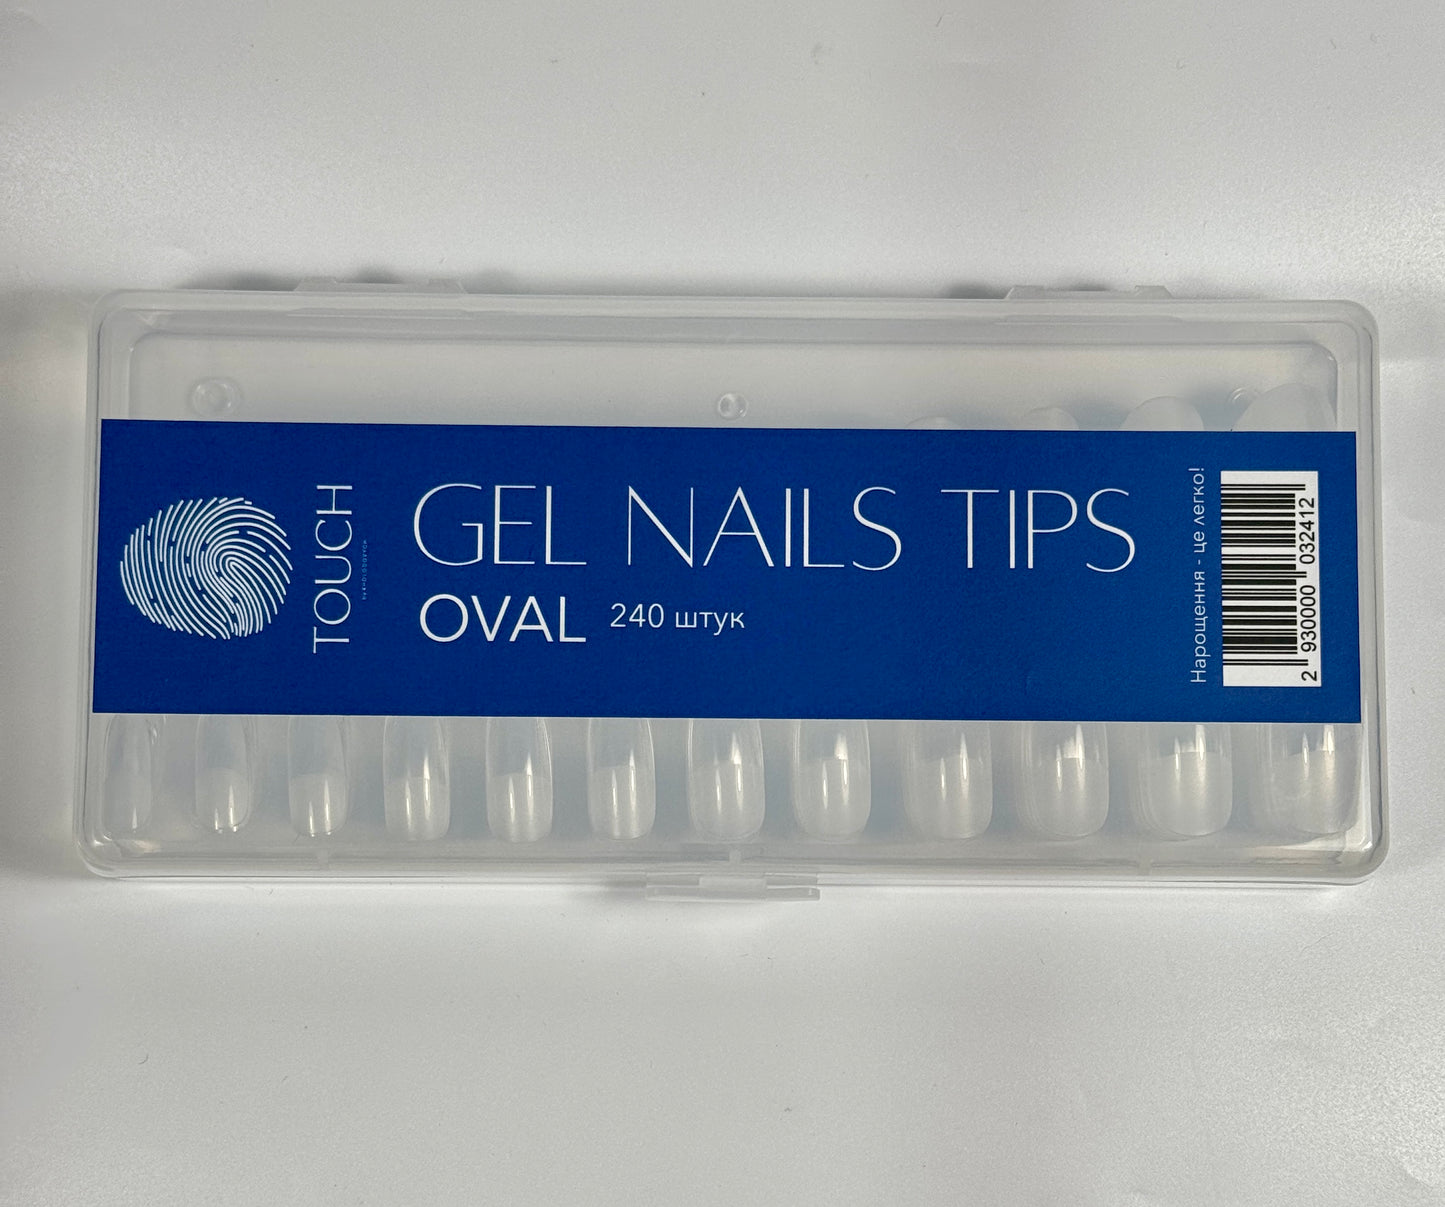 TOUCH
GEL NAILS TIPS
OVAL 240 штук
Нарощення - це легко!
2 930000 032412